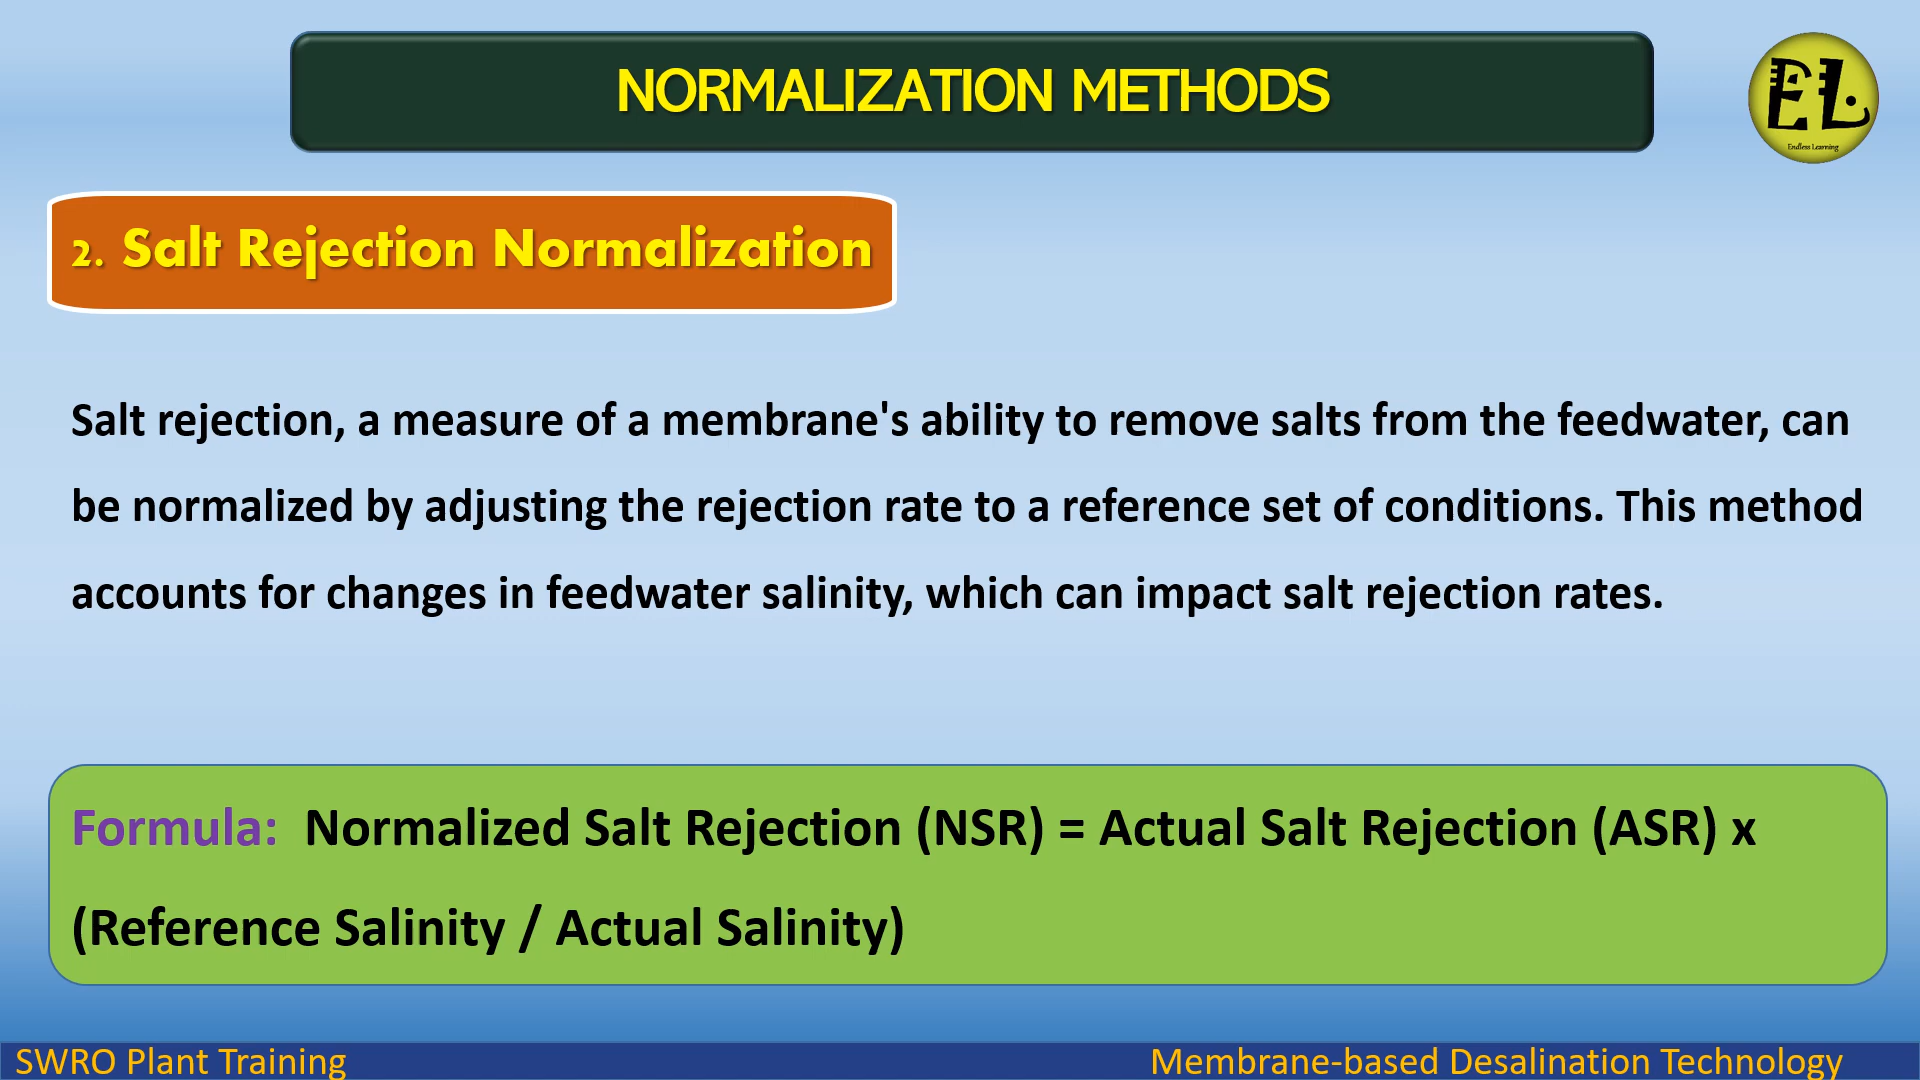 NORMALIZATION METHODS
EL
Endless Learning
2. Salt Rejection Normalization
Salt rejection, a measure of a membrane's ability to remove salts from the feedwater, can
be normalized by adjusting the rejection rate to a reference set of conditions. This method
accounts for changes in feedwater salinity, which can impact salt rejection rates.
Formula: Normalized Salt Rejection (NSR) = Actual Salt Rejection (ASR) x
(Reference Salinity / Actual Salinity)
SWRO Plant Training
Membrane-based Desalination Technology